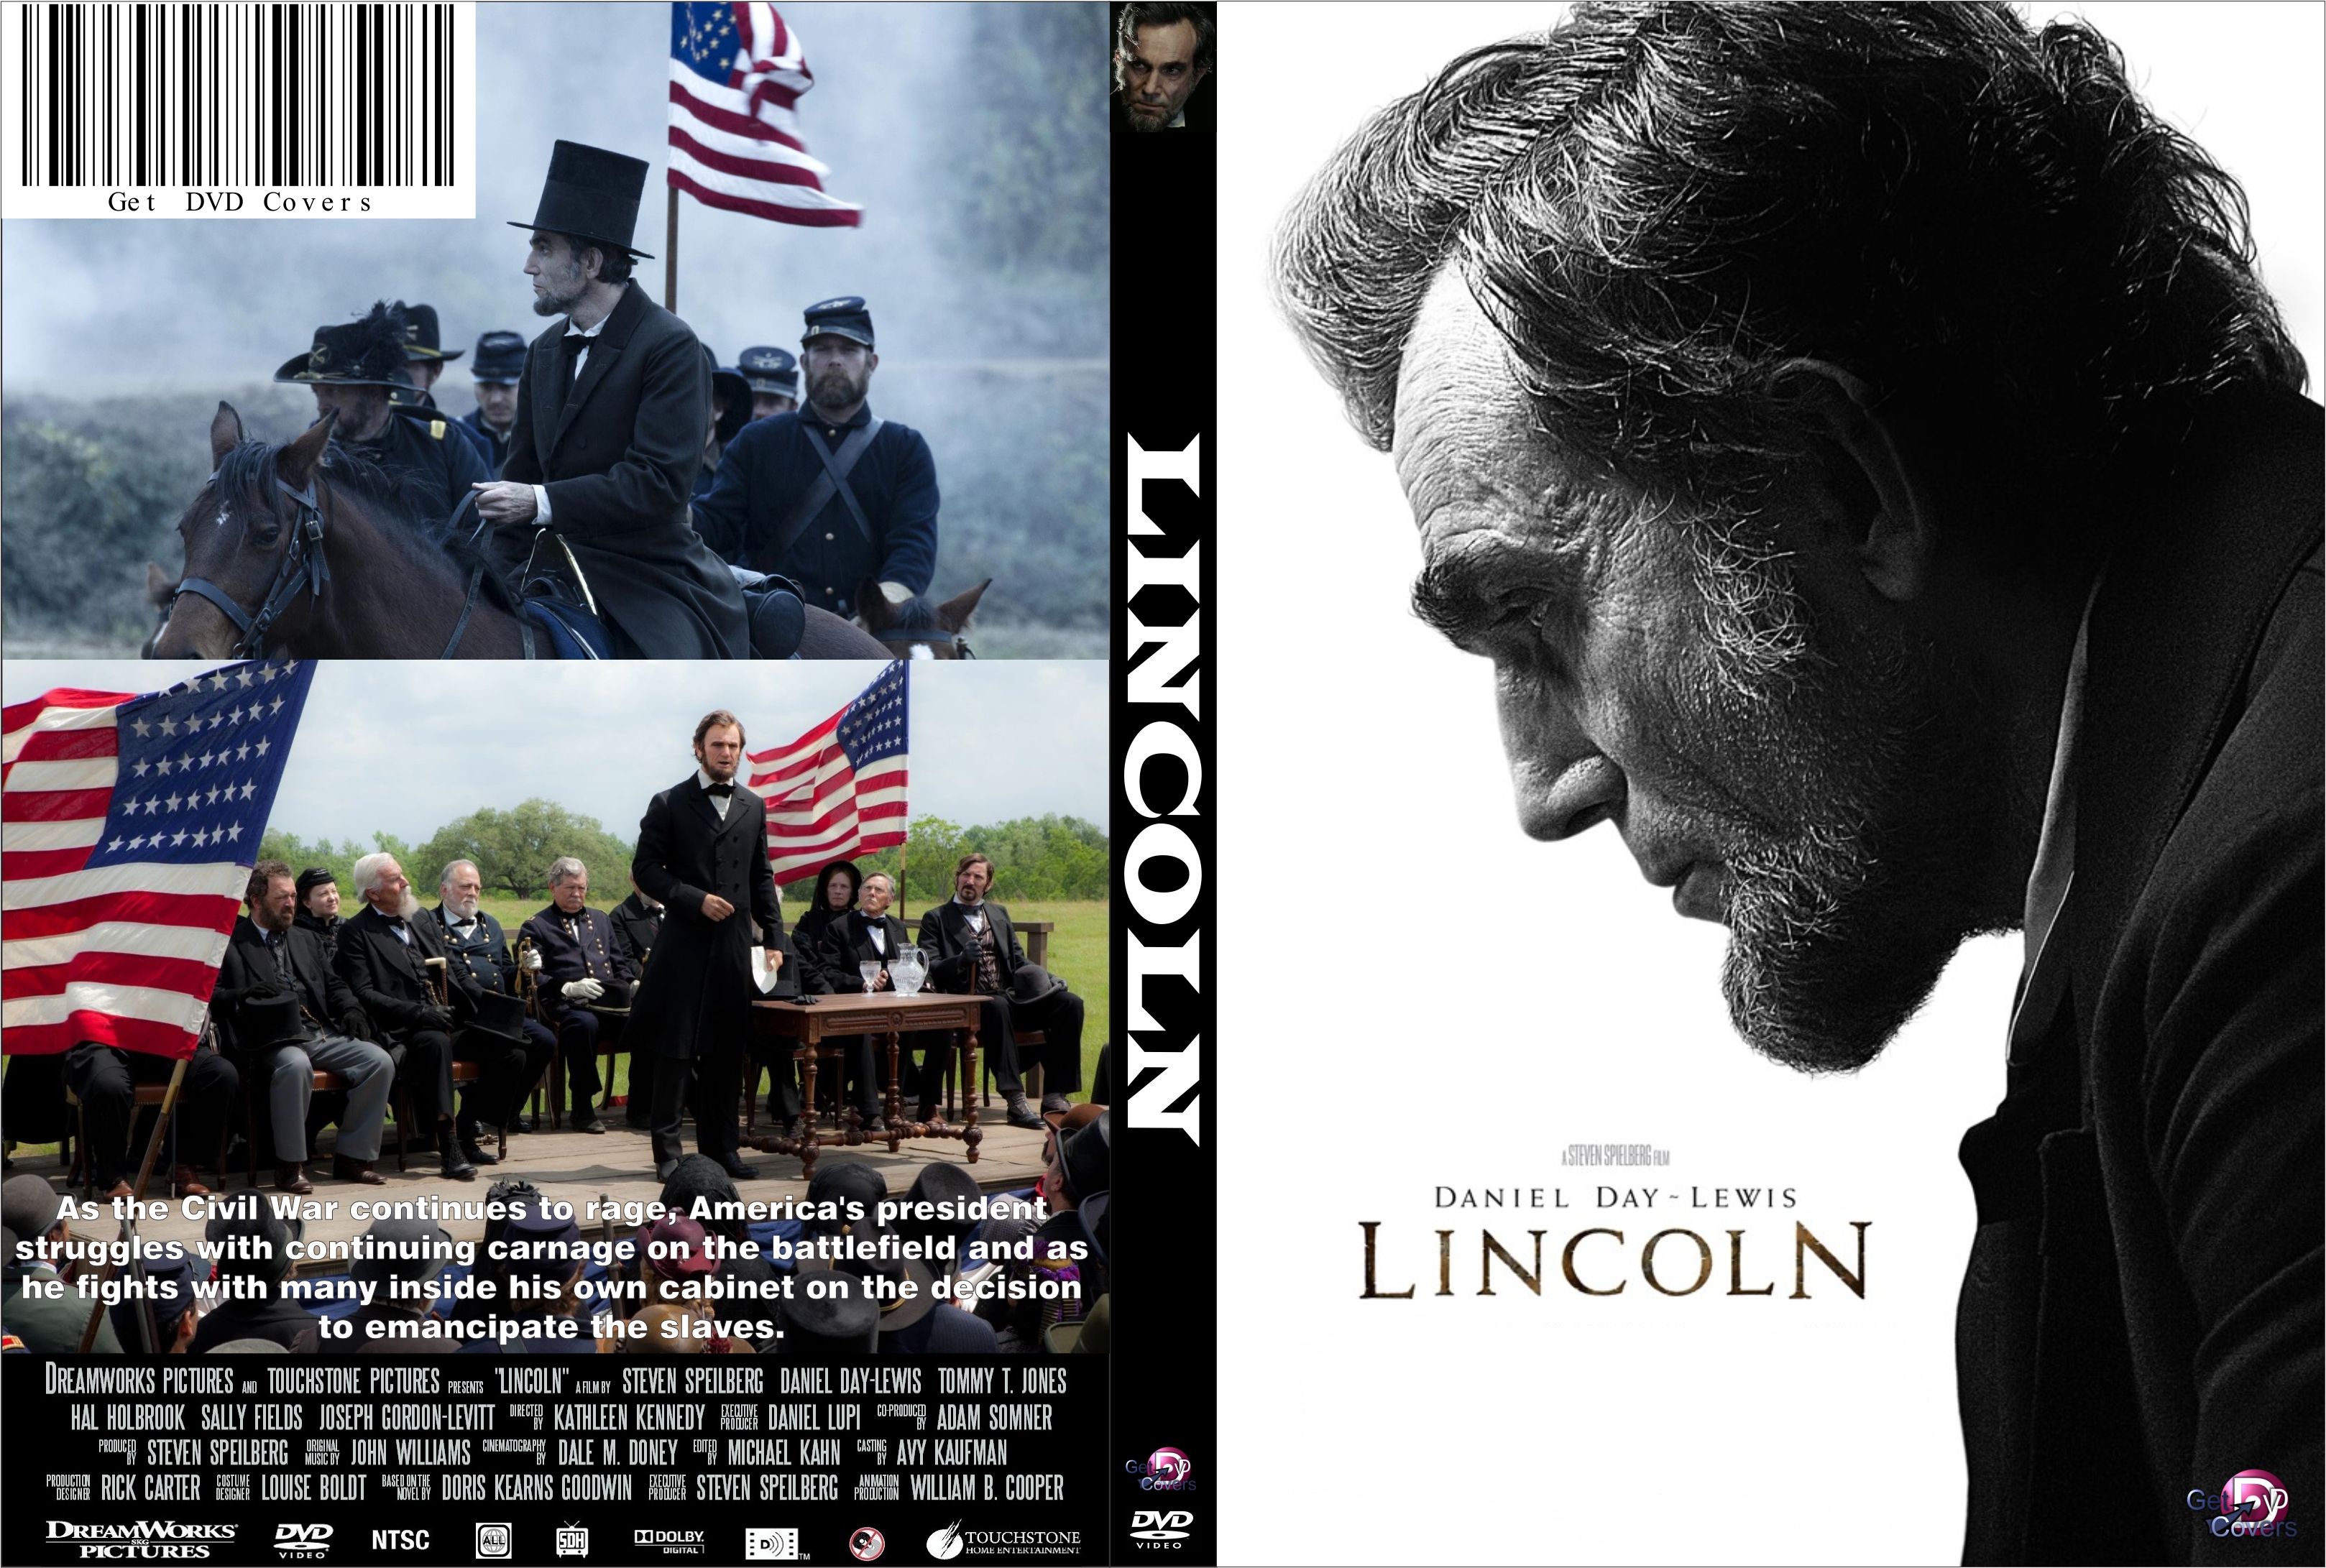 Get DVD Covers
As the Civil War continues to rage, America's president
struggles with continuing carnage on the battlefield and as
he fights with many inside his own cabinet on the decision
to emancipate the slaves.
DREAMWORKS PICTURES AND TOUCHSTONE PICTURES PRESENTS "LINCOLN" A FILM BY STEVEN SPEILBERG DANIEL DAY-LEWIS TOMMY T. JONES
HAL HOLBROOK SALLY FIELDS JOSEPH GORDON-LEVITT DIRECTED BY KATHLEEN KENNEDY EXECUTIVE PRODUCER DANIEL LUPI CO-PRODUCED BY ADAM SOMNER
PRODUCED BY STEVEN SPEILBERG ORIGINAL MUSIC BY JOHN WILLIAMS CINEMATOGRAPHY BY DALE M. DONEY EDITED BY MICHAEL KAHN CASTING BY AVY KAUFMAN
PRODUCTION DESIGNER RICK CARTER COSTUME DESIGNER LOUISE BOLDT BASED ON THE NOVEL BY DORIS KEARNS GOODWIN EXECUTIVE PRODUCER STEVEN SPEILBERG ANIMATION PRODUCTION WILLIAM B. COOPER
DREAMWORKS SKG PICTURES
DVD VIDEO
NTSC
ALL
SDH
DOLBY DIGITAL
D TM
TOUCHSTONE HOME ENTERTAINMENT
LINCOLN
Get DVD Covers
DVD VIDEO
A STEVEN SPIELBERG FILM
DANIEL DAY-LEWIS
LINCOLN
Get DVD Covers